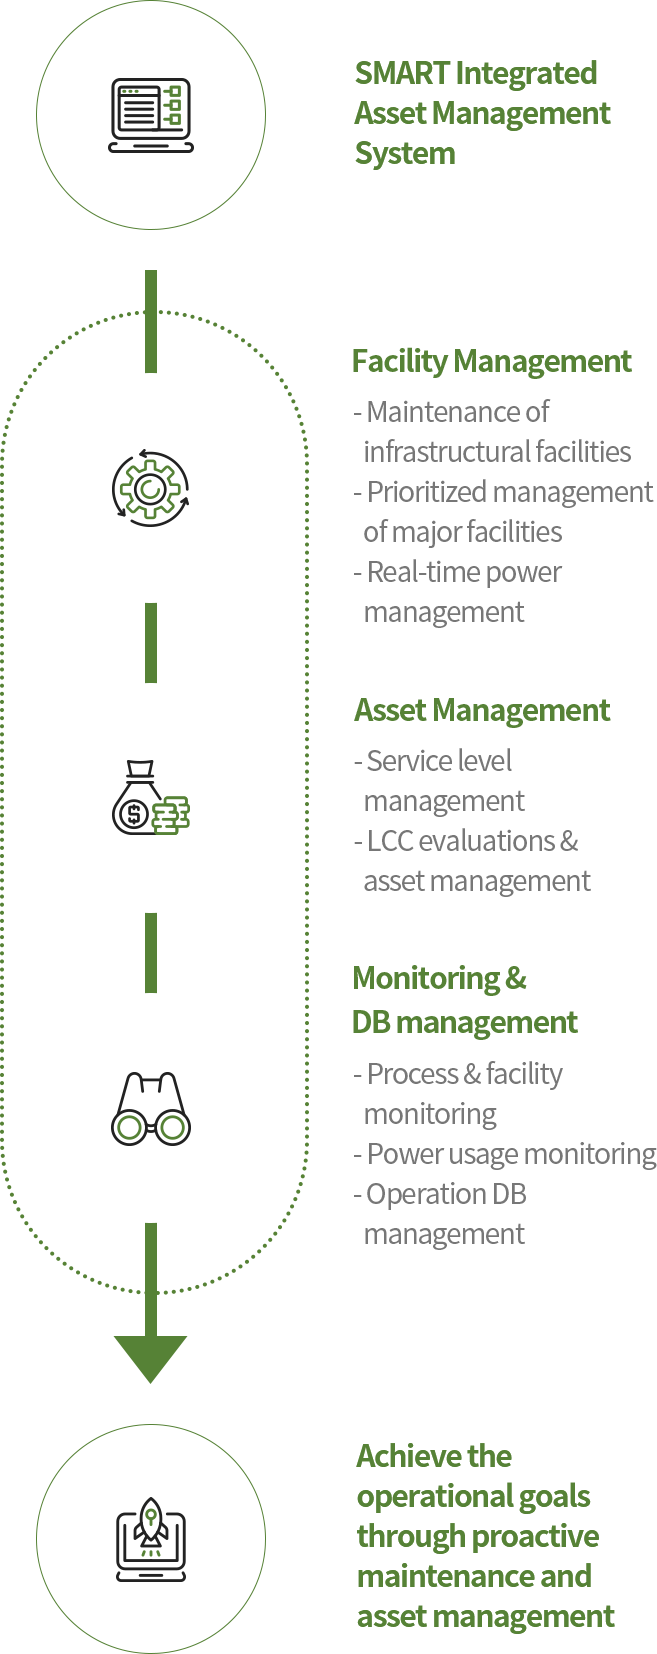 SMART Integrated
Asset Management
System
Facility Management
- Maintenance of
infrastructural facilities
- Prioritized management
of major facilities
- Real-time power
management
Asset Management
- Service level
management
- LCC evaluations &
asset management
Monitoring &
DB management
- Process & facility
monitoring
- Power usage monitoring
- Operation DB
management
Achieve the
operational goals
through proactive
maintenance and
asset management